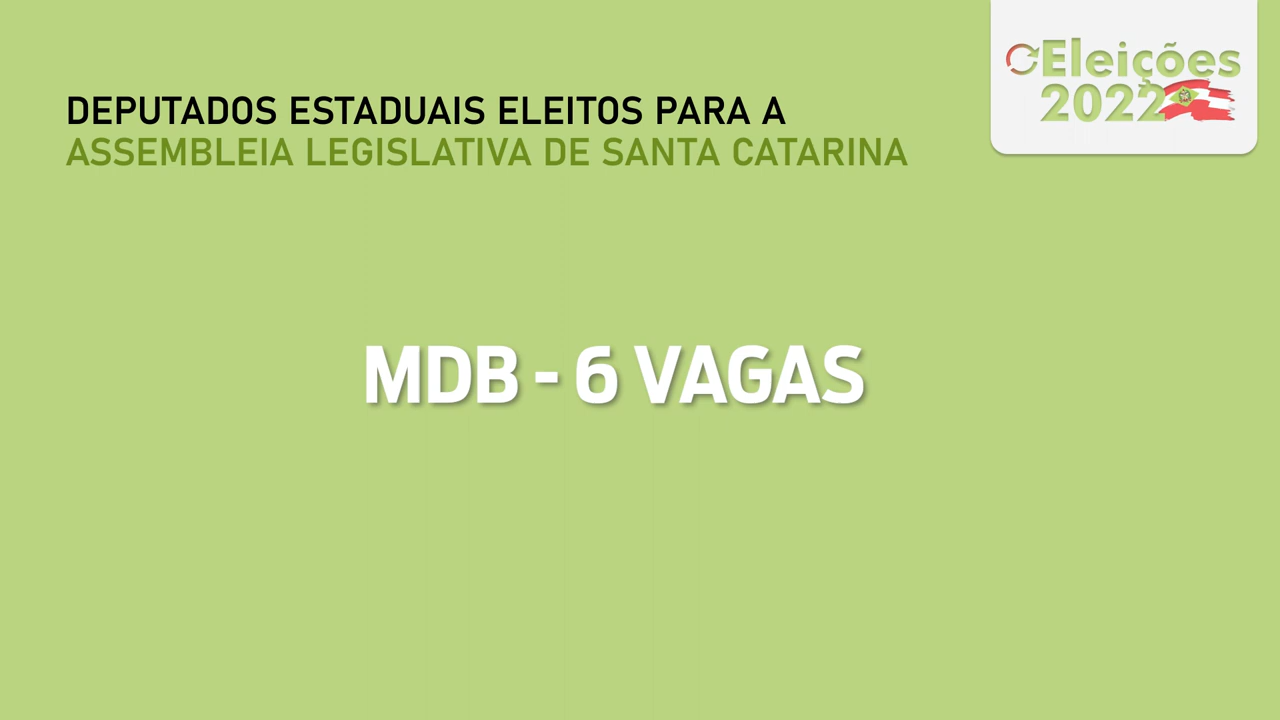 DEPUTADOS ESTADUAIS ELEITOS PARA A
ASSEMBLEIA LEGISLATIVA DE SANTA CATARINA
Eleições
2022
MDB - 6 VAGAS